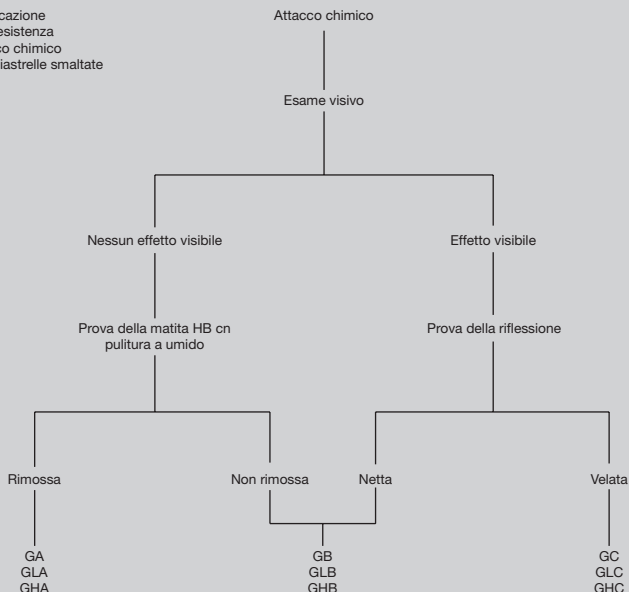 cazione
esistenza
co chimico
iastrelle smaltate
Attacco chimico
Esame visivo
Nessun effetto visibile
Effetto visibile
Prova della matita HB cn
pulitura a umido
Prova della riflessione
Rimossa
Non rimossa
Netta
Velata
GA
GLA
GHA
GB
GLB
GHB
GC
GLC
GHC